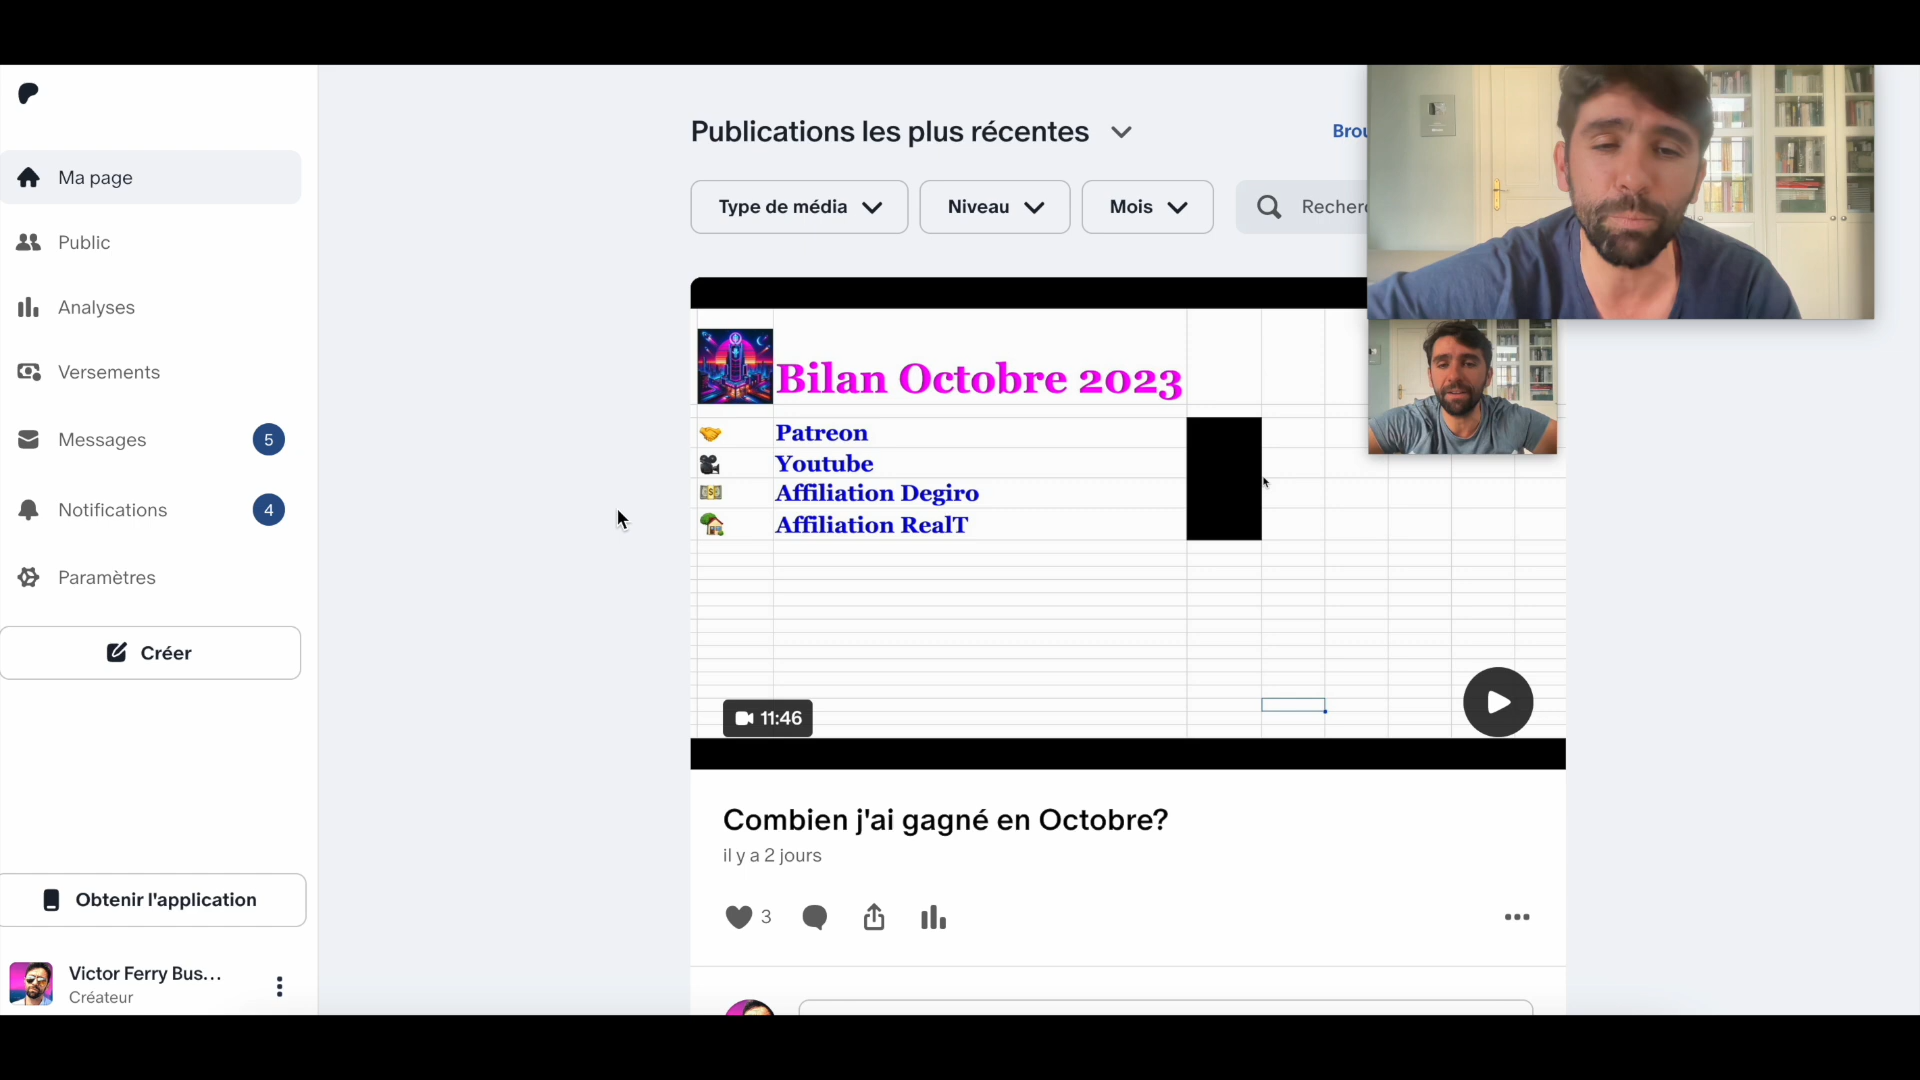 Ma page
Public
Analyses
Versements
Messages
5
Notifications
4
Paramètres
Créer
Obtenir l'application
Victor Ferry Bus...
Créateur
Publications les plus récentes
Type de média
Niveau
Mois
Bilan Octobre 2023
Patreon
Youtube
Affiliation Degiro
Affiliation RealT
11:46
Combien j'ai gagné en Octobre?
il y a 2 jours
3